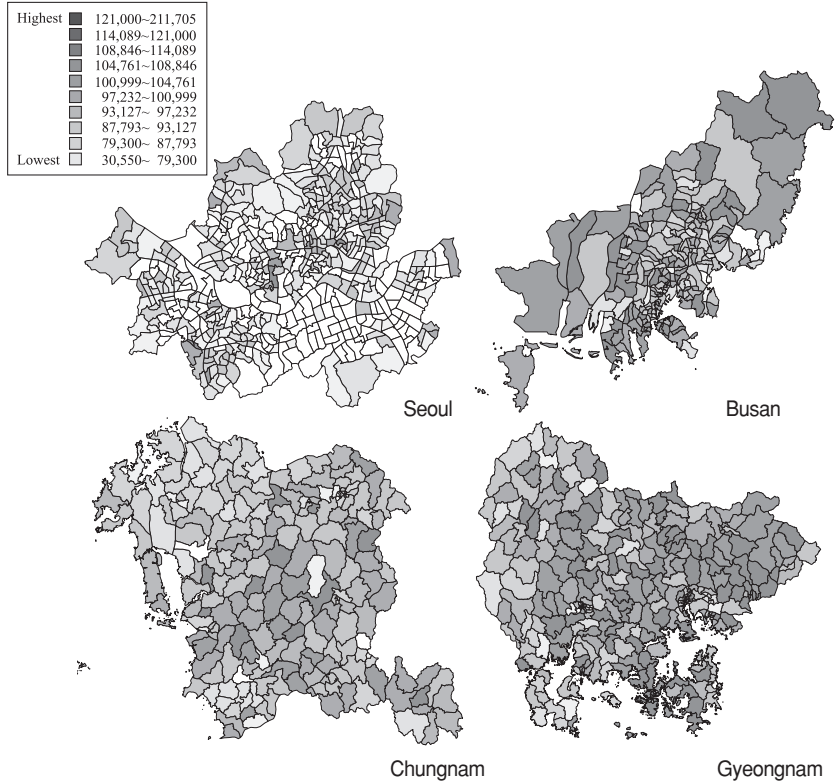 Highest 121,000~211,705
114,089~121,000
108,846~114,089
104,761~108,846
100,999~104,761
97,232~100,999
93,127~ 97,232
87,793~ 93,127
79,300~ 87,793
Lowest 30,550~ 79,300
Seoul
Busan
Chungnam
Gyeongnam